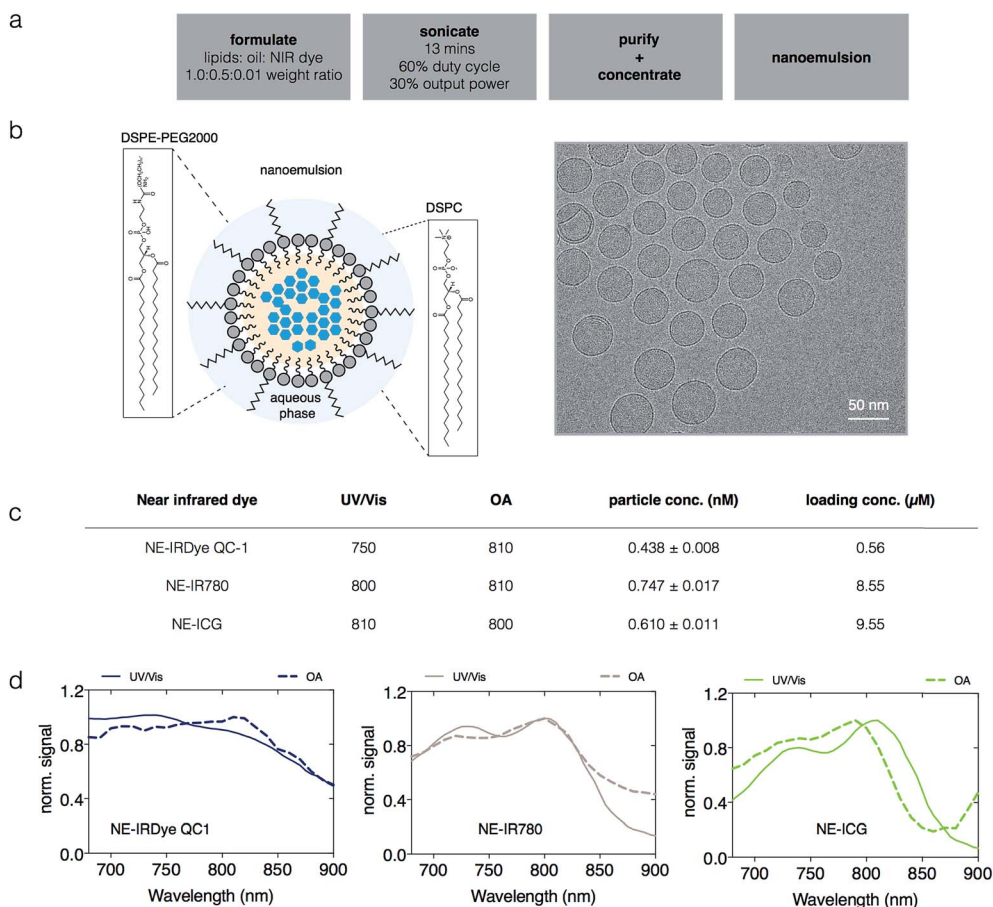 a
formulate
lipids: oil: NIR dye
1.0:0.5:0.01 weight ratio
sonicate
13 mins
60% duty cycle
30% output power
purify
+
concentrate
nanoemulsion
b
DSPE-PEG2000
nanoemulsion
DSPC
aqueous
phase
50 nm
c
Near infrared dye UV/Vis OA particle conc. (nM) loading conc. (µM)
NE-IRDye QC-1 750 810 0.438 ± 0.008 0.56
NE-IR780 800 810 0.747 ± 0.017 8.55
NE-ICG 810 800 0.610 ± 0.011 9.55
d
UV/Vis OA
norm. signal
1.2
0.8
0.4
0.0
NE-IRDye QC1
700 750 800 850 900
Wavelength (nm)
UV/Vis OA
norm. signal
1.2
0.8
0.4
0.0
NE-IR780
700 750 800 850 900
Wavelength (nm)
UV/Vis OA
norm. signal
1.2
0.8
0.4
0.0
NE-ICG
700 750 800 850 900
Wavelength (nm)